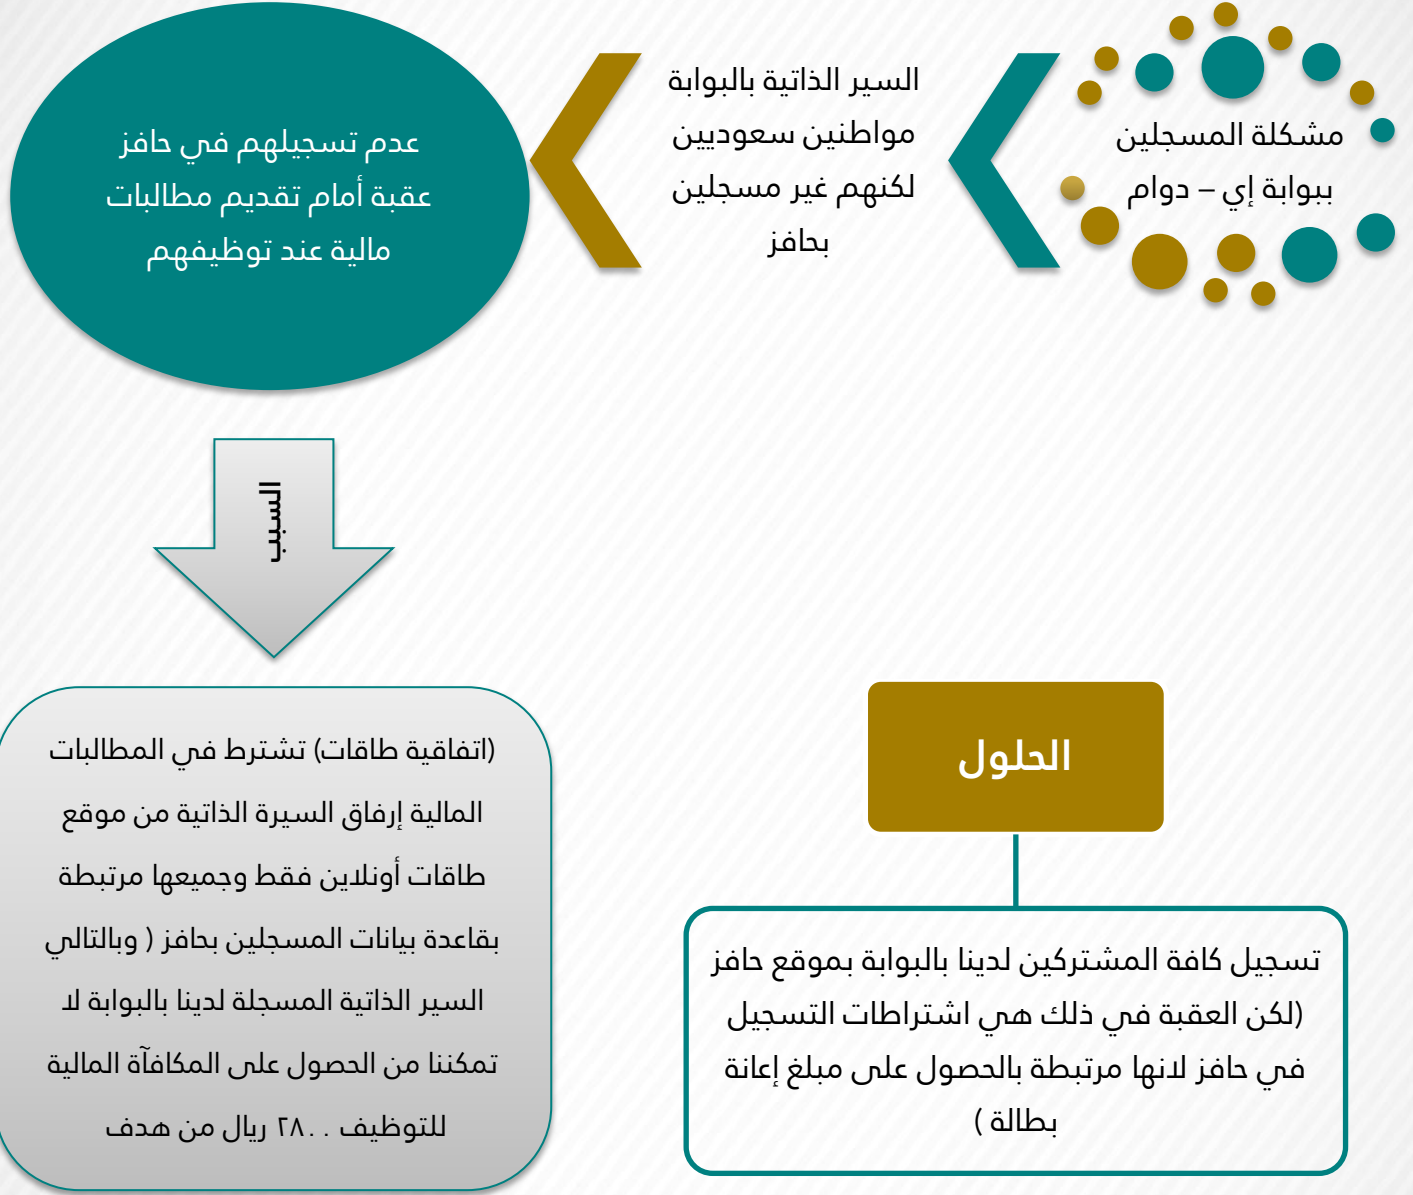 مشكلة المسجلين
ببوابة إي – دوام
السير الذاتية بالبوابة
مواطنين سعوديين
لكنهم غير مسجلين
بحافز
عدم تسجيلهم في حافز
عقبة أمام تقديم مطالبات
مالية عند توظيفهم
السبب
(اتفاقية طاقات) تشترط في المطالبات
المالية إرفاق السيرة الذاتية من موقع
طاقات أونلاين فقط وجميعها مرتبطة
بقاعدة بيانات المسجلين بحافز ( وبالتالي
السير الذاتية المسجلة لدينا بالبوابة لا
تمكننا من الحصول على المكافآة المالية
للتوظيف ٢٨٠٠ ريال من هدف
الحلول
تسجيل كافة المشتركين لدينا بالبوابة بموقع حافز
(لكن العقبة في ذلك هي اشتراطات التسجيل
في حافز لانها مرتبطة بالحصول على مبلغ إعانة
بطالة )